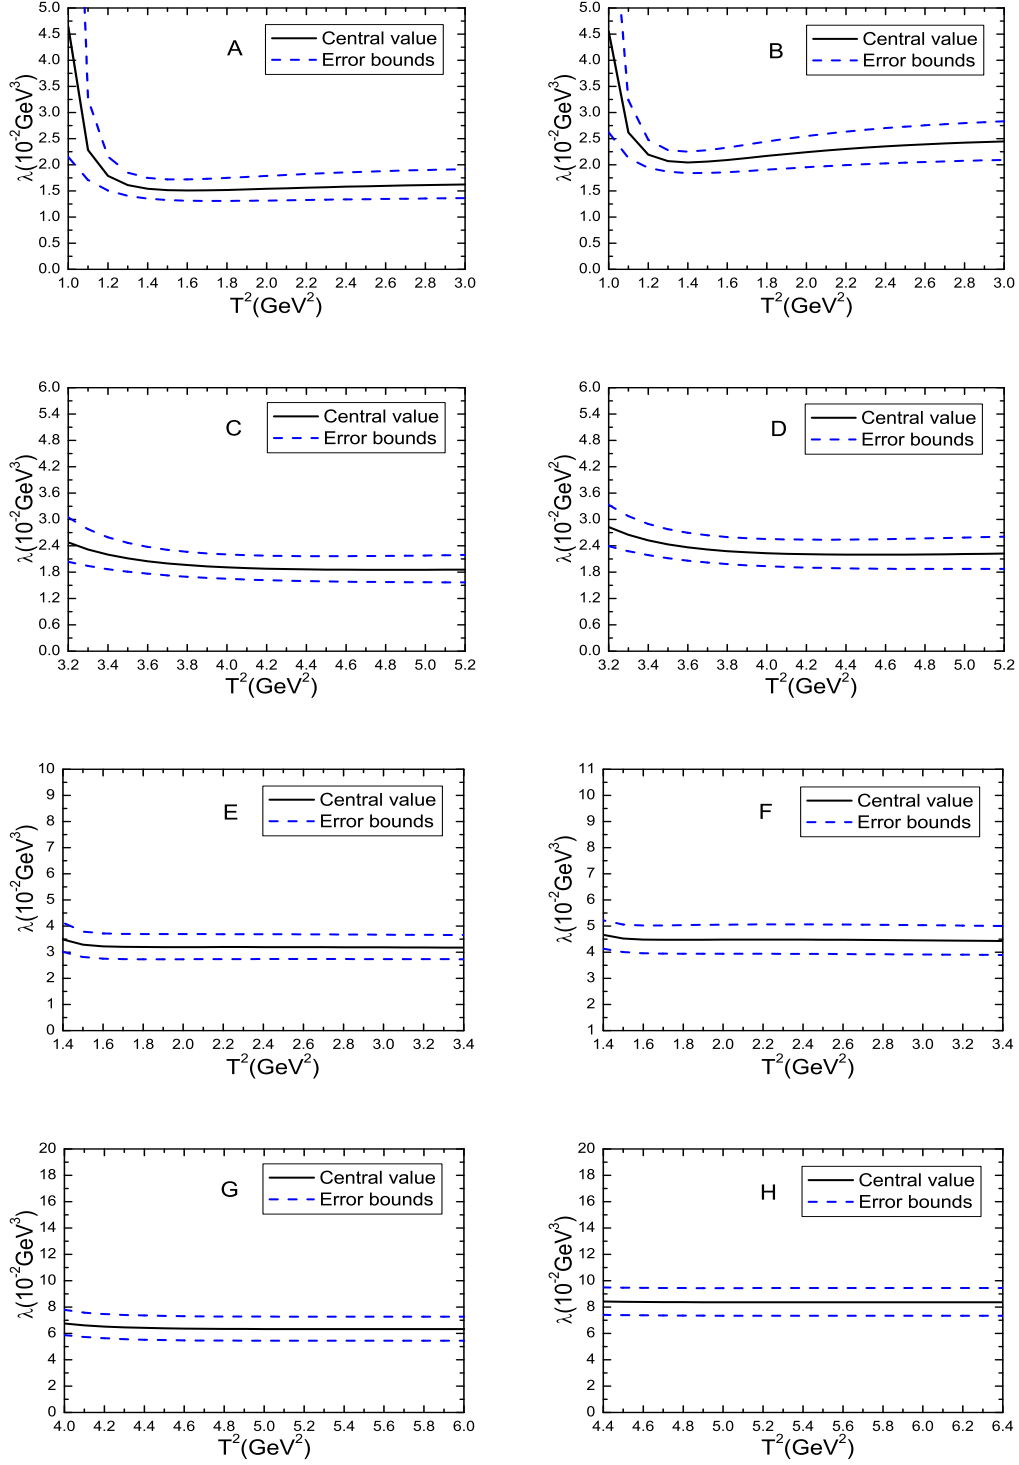 A
Central value
Error bounds
λ(10⁻²GeV³)
5.0
4.5
4.0
3.5
3.0
2.5
2.0
1.5
1.0
0.5
0.0
1.0 1.2 1.4 1.6 1.8 2.0 2.2 2.4 2.6 2.8 3.0
T²(GeV²)
B
Central value
Error bounds
λ(10⁻²GeV³)
5.0
4.5
4.0
3.5
3.0
2.5
2.0
1.5
1.0
0.5
0.0
1.0 1.2 1.4 1.6 1.8 2.0 2.2 2.4 2.6 2.8 3.0
T²(GeV²)
C
Central value
Error bounds
λ(10⁻²GeV³)
6.0
5.4
4.8
4.2
3.6
3.0
2.4
1.8
1.2
0.6
0.0
3.2 3.4 3.6 3.8 4.0 4.2 4.4 4.6 4.8 5.0 5.2
T²(GeV²)
D
Central value
Error bounds
λ(10⁻²GeV²)
6.0
5.4
4.8
4.2
3.6
3.0
2.4
1.8
1.2
0.6
0.0
3.2 3.4 3.6 3.8 4.0 4.2 4.4 4.6 4.8 5.0 5.2
T²(GeV²)
E
Central value
Error bounds
λ(10⁻²GeV³)
10
9
8
7
6
5
4
3
2
1
0
1.4 1.6 1.8 2.0 2.2 2.4 2.6 2.8 3.0 3.2 3.4
T²(GeV²)
F
Central value
Error bounds
λ(10⁻²GeV³)
11
10
9
8
7
6
5
4
3
2
1
1.4 1.6 1.8 2.0 2.2 5.4 5.6 5.8 6.0 6.2 3.4
T²(GeV²)
G
Central value
Error bounds
λ(10⁻²GeV³)
20
18
16
14
12
10
8
6
4
2
0
4.0 4.2 4.4 4.6 4.8 5.0 5.2 5.4 5.6 5.8 6.0
T²(GeV²)
H
Central value
Error bounds
λ(10⁻²GeV³)
20
18
16
14
12
10
8
6
4
2
0
4.4 4.6 4.8 5.0 5.2 5.4 5.6 5.8 6.0 6.2 6.4
T²(GeV²)